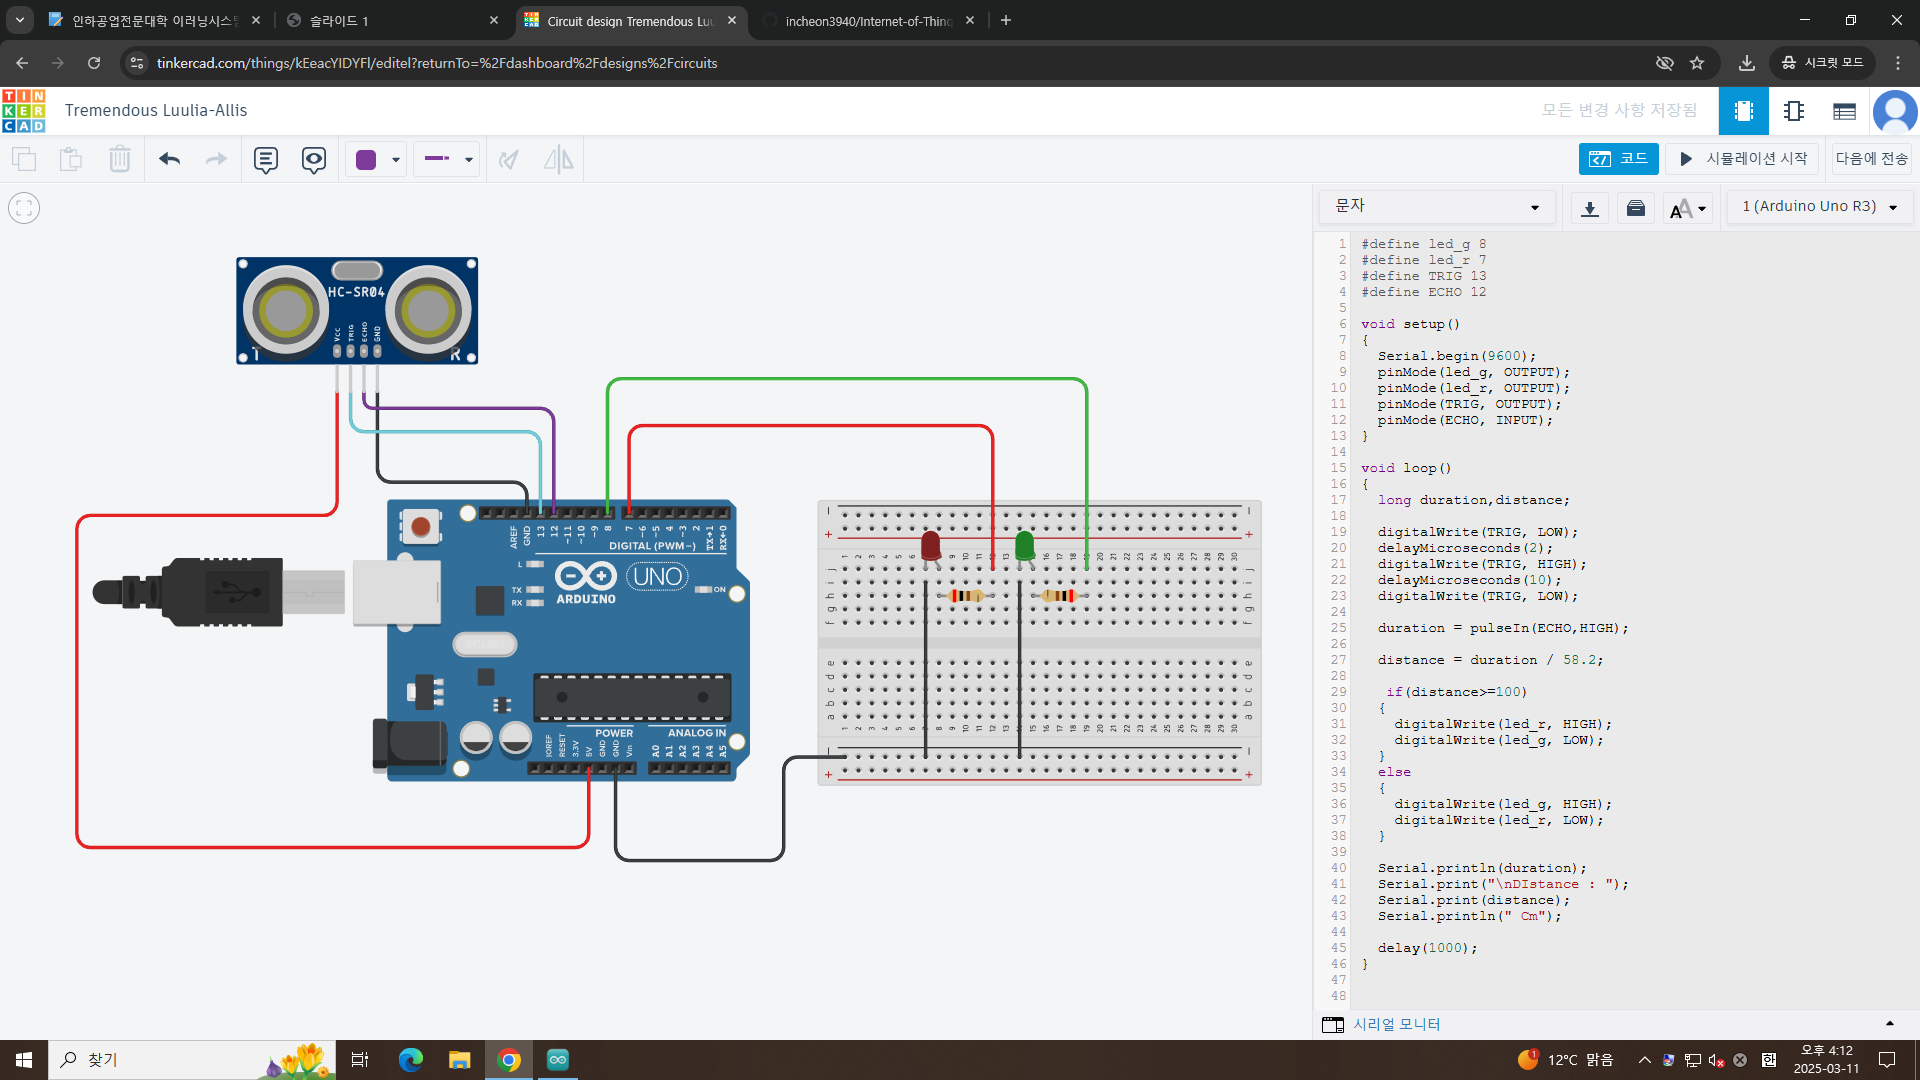 인하공업전문대학 이러닝시스템
슬라이드 1
Circuit design Tremendous Luu
incheon3940/Internet-of-Thing
tinkercad.com/things/kEeacYIDYFl/editel?returnTo=%2Fdashboard%2Fdesigns%2Fcircuits
시크릿 모드
TINKERCAD
Tremendous Luulia-Allis
모든 변경 사항 저장됨
코드
시뮬레이션 시작
다음에 전송
문자
1 (Arduino Uno R3)
HC-SR04
VCC TRIG ECHO GND
T R
AREF GND 13 12 ~11 ~10 ~9 8 7 ~6 ~5 4 ~3 2 TX→1 RX←0
DIGITAL (PWM~)
L
TX
RX
ARDUINO
UNO
ON
POWER
ANALOG IN
IOREF RESET 3.3V 5V GND GND Vin A0 A1 A2 A3 A4 A5
1 #define led_g 8
2 #define led_r 7
3 #define TRIG 13
4 #define ECHO 12
5
6 void setup()
7 {
8 Serial.begin(9600);
9 pinMode(led_g, OUTPUT);
10 pinMode(led_r, OUTPUT);
11 pinMode(TRIG, OUTPUT);
12 pinMode(ECHO, INPUT);
13 }
14
15 void loop()
16 {
17 long duration,distance;
18
19 digitalWrite(TRIG, LOW);
20 delayMicroseconds(2);
21 digitalWrite(TRIG, HIGH);
22 delayMicroseconds(10);
23 digitalWrite(TRIG, LOW);
24
25 duration = pulseIn(ECHO,HIGH);
26
27 distance = duration / 58.2;
28
29 if(distance>=100)
30 {
31 digitalWrite(led_r, HIGH);
32 digitalWrite(led_g, LOW);
33 }
34 else
35 {
36 digitalWrite(led_g, HIGH);
37 digitalWrite(led_r, LOW);
38 }
39
40 Serial.println(duration);
41 Serial.print("\nDIstance : ");
42 Serial.print(distance);
43 Serial.println(" Cm");
44
45 delay(1000);
46 }
47
48
시리얼 모니터
찾기
12°C 맑음
한
오후 4:12
2025-03-11